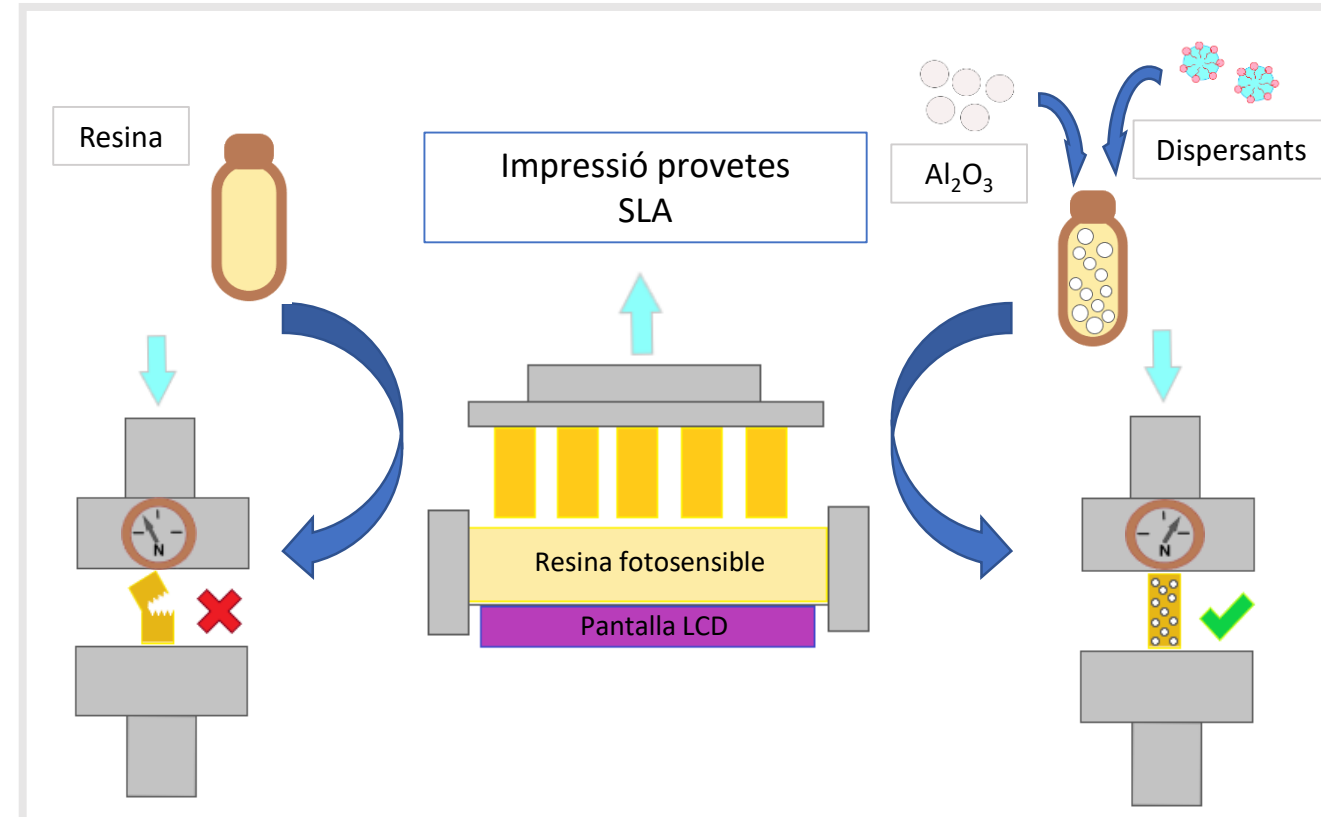 Resina
Impressió provetes
SLA
Al₂O₃
Dispersants
N
Resina fotosensible
Pantalla LCD
N